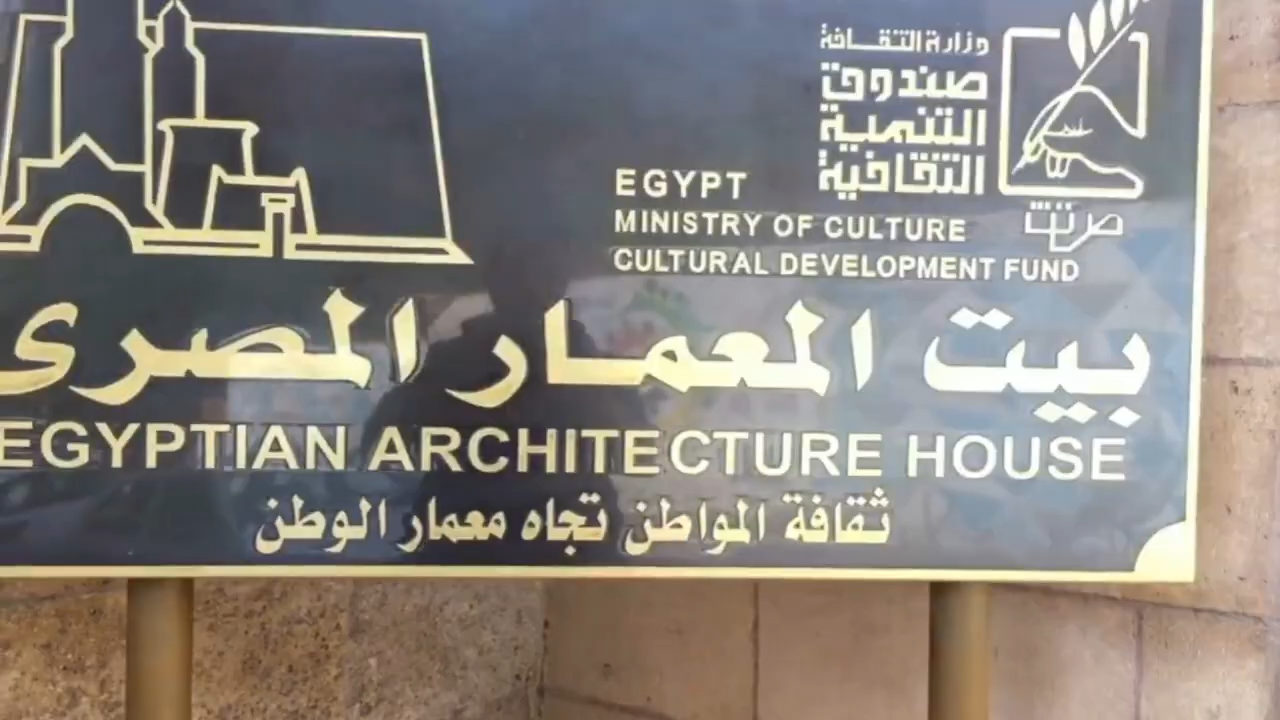 وزارة الثقافة
صندوق
التنمية
الثقافية
EGYPT
MINISTRY OF CULTURE
CULTURAL DEVELOPMENT FUND
بيت المعمار المصرى
EGYPTIAN ARCHITECTURE HOUSE
ثقافة المواطن تجاه معمار الوطن